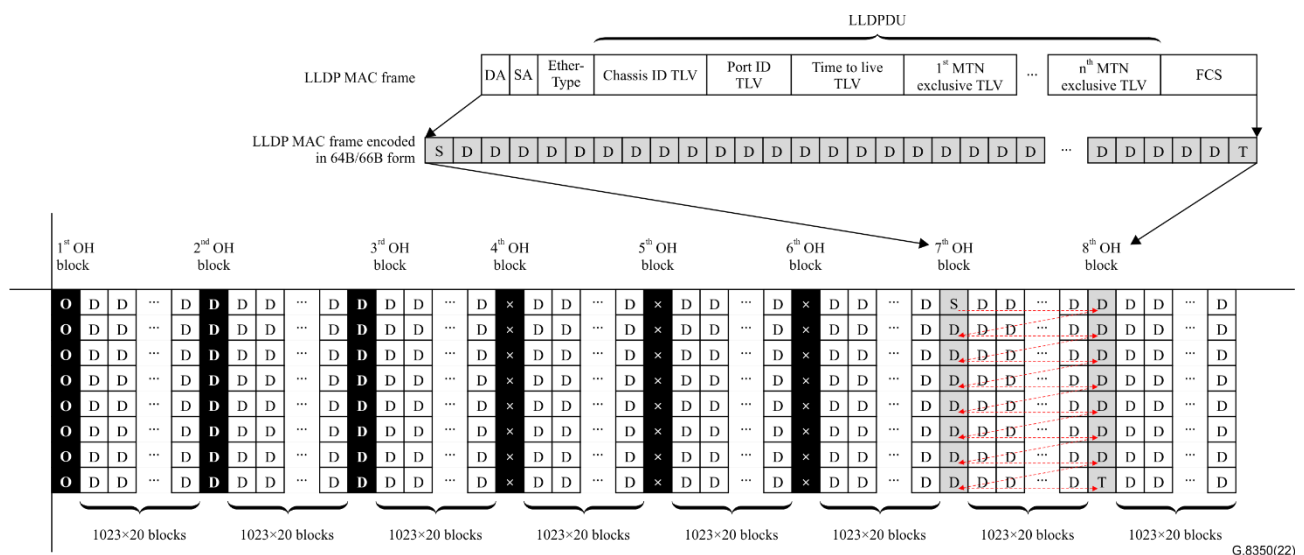 LLDPDU
LLDP MAC frame
DA SA Ether-Type Chassis ID TLV Port ID TLV Time to live TLV 1st MTN exclusive TLV ... nth MTN exclusive TLV FCS
LLDP MAC frame encoded
in 64B/66B form
S D D D D D D D D D D D D D D D D D D D D D ... D D D D D T
1st OH block 2nd OH block 3rd OH block 4th OH block 5th OH block 6th OH block 7th OH block 8th OH block
O D D ... D D D D ... D D D D ... D × D D ... D × D D ... D × D D ... D S D D ... D D D D ... D
O D D ... D D D D ... D D D D ... D × D D ... D × D D ... D × D D ... D D D D ... D D D D ... D
O D D ... D D D D ... D D D D ... D × D D ... D × D D ... D × D D ... D D D D ... D D D D ... D
O D D ... D D D D ... D D D D ... D × D D ... D × D D ... D × D D ... D D D D ... D D D D ... D
O D D ... D D D D ... D D D D ... D × D D ... D × D D ... D × D D ... D D D D ... D D D D ... D
O D D ... D D D D ... D D D D ... D × D D ... D × D D ... D × D D ... D D D D ... D D D D ... D
O D D ... D D D D ... D D D D ... D × D D ... D × D D ... D × D D ... D D D D ... D D D D ... D
O D D ... D D D D ... D D D D ... D × D D ... D × D D ... D × D D ... D D D D ... D T D D ... D
1023×20 blocks 1023×20 blocks 1023×20 blocks 1023×20 blocks 1023×20 blocks 1023×20 blocks 1023×20 blocks 1023×20 blocks
G.8350(22)